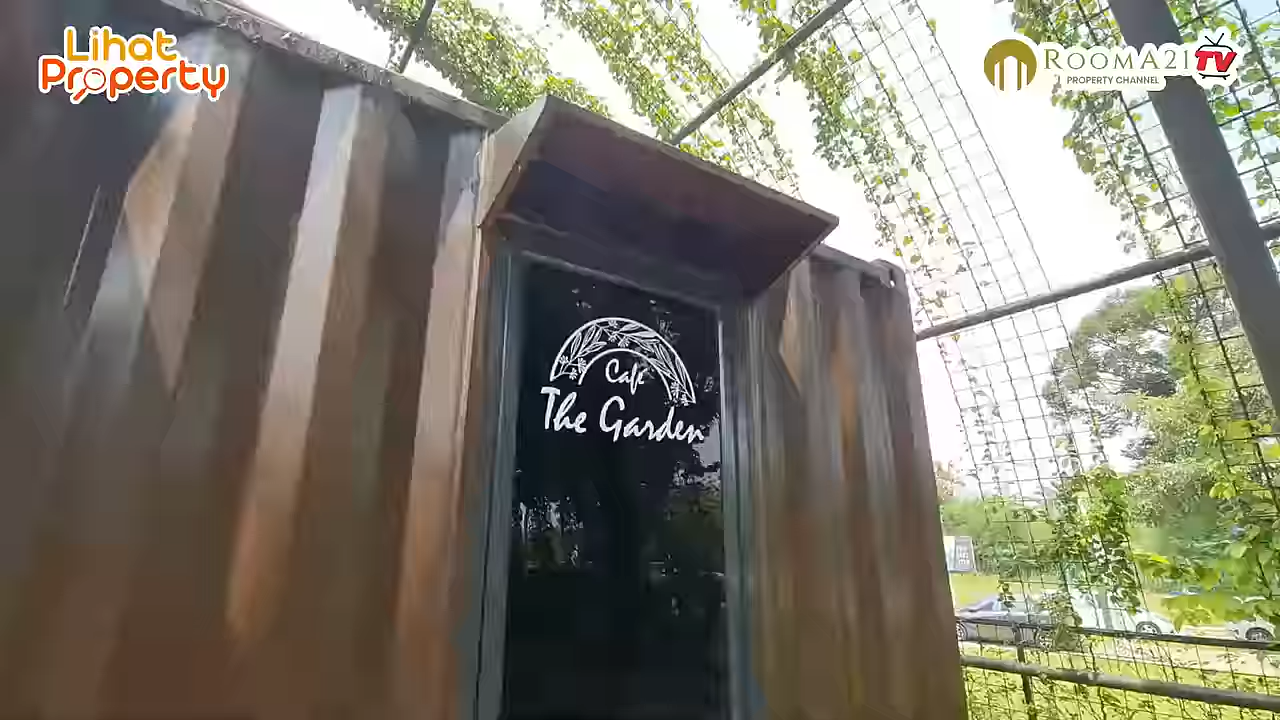 Lihat
Property
ROOMA21 TV
PROPERTY CHANNEL
Cafe
The Garden